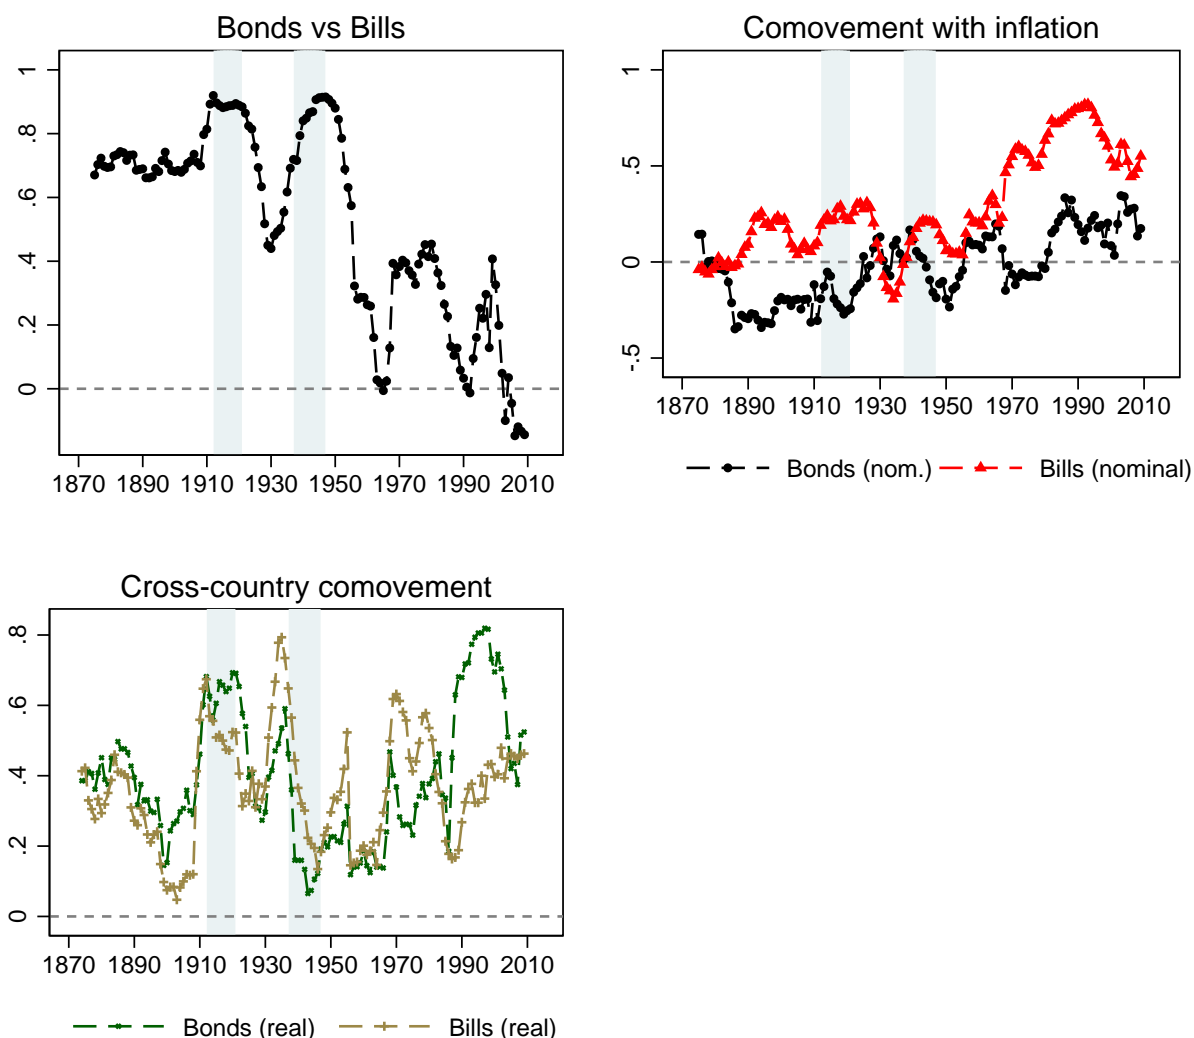 Bonds vs Bills
1
.8
.6
.4
.2
0
1870 1890 1910 1930 1950 1970 1990 2010
Comovement with inflation
1
.5
0
-.5
1870 1890 1910 1930 1950 1970 1990 2010
Bonds (nom.) Bills (nominal)
Cross-country comovement
.8
.6
.4
.2
0
1870 1890 1910 1930 1950 1970 1990 2010
Bonds (real) Bills (real)